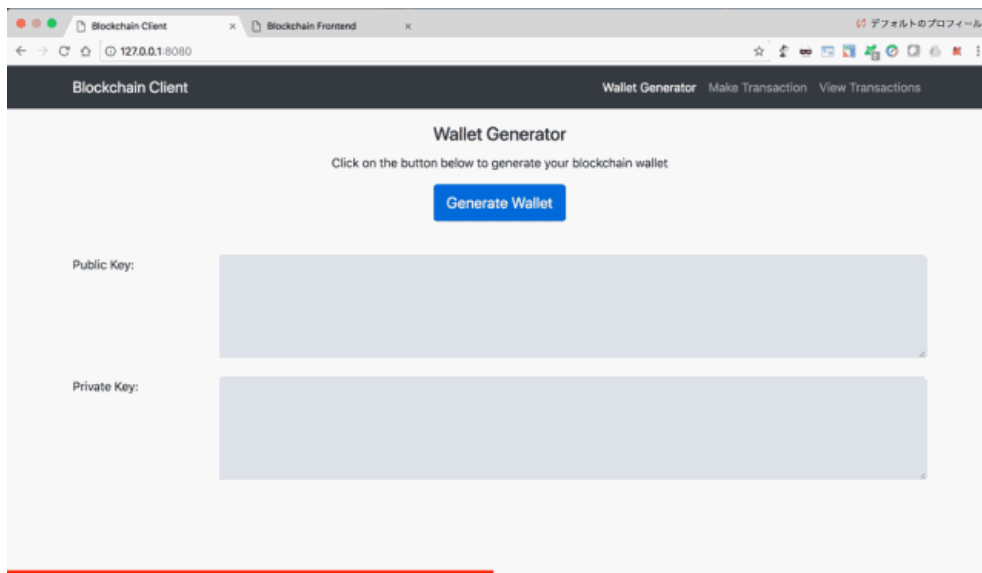 Blockchain Client
Blockchain Frontend
デフォルトのプロフィール
127.0.0.1:8080
Blockchain Client
Wallet Generator Make Transaction View Transactions
Wallet Generator
Click on the button below to generate your blockchain wallet
Generate Wallet
Public Key:
Private Key: